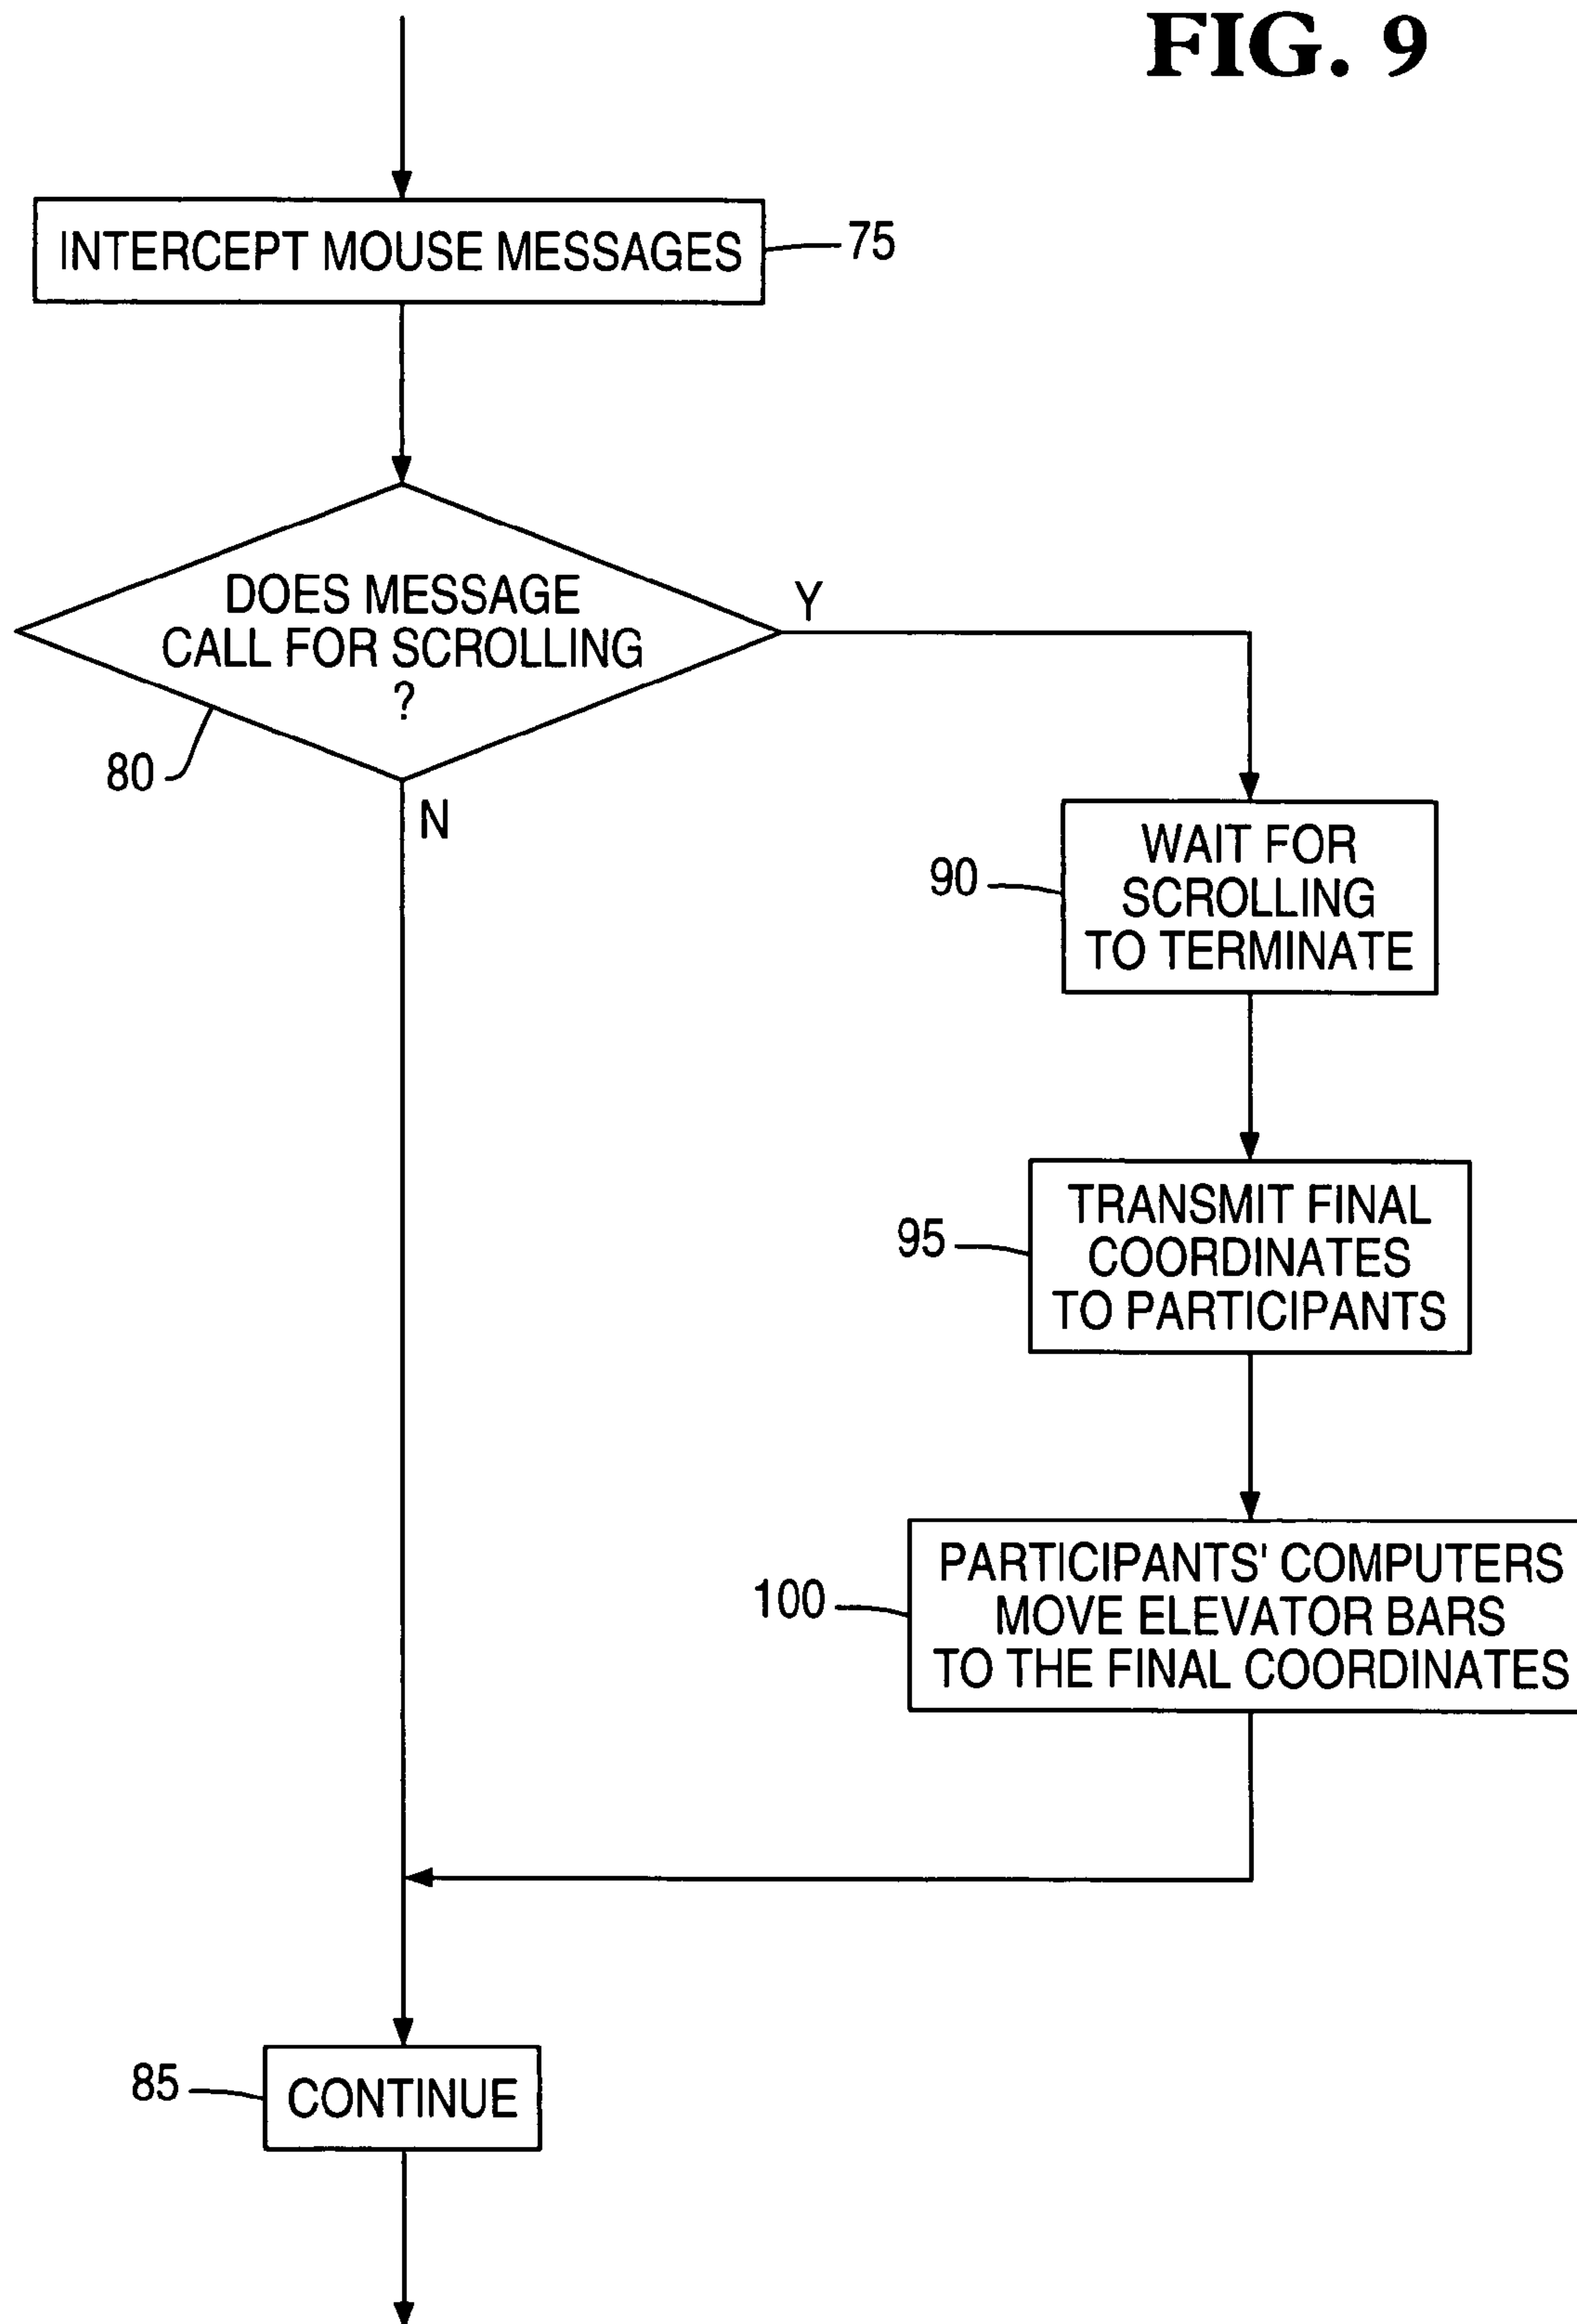 FIG. 9
INTERCEPT MOUSE MESSAGES
75
DOES MESSAGE
CALL FOR SCROLLING
?
Y
80
N
WAIT FOR
SCROLLING
TO TERMINATE
90
TRANSMIT FINAL
COORDINATES
TO PARTICIPANTS
95
PARTICIPANTS' COMPUTERS
MOVE ELEVATOR BARS
TO THE FINAL COORDINATES
100
85
CONTINUE